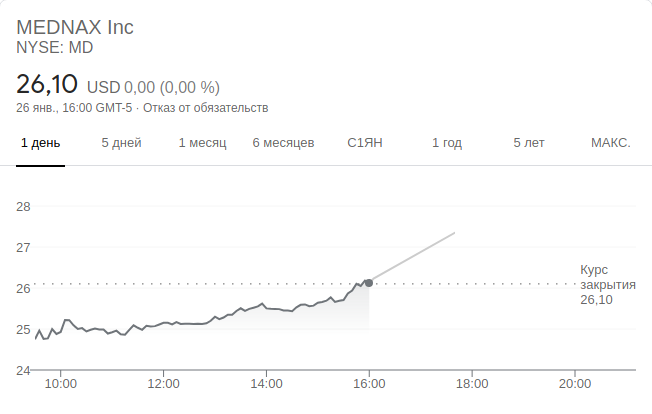 MEDNAX Inc
NYSE: MD
26,10 USD 0,00 (0,00 %)
26 янв., 16:00 GMT-5 · Отказ от обязательств
1 день 5 дней 1 месяц 6 месяцев С1ЯН 1 год 5 лет МАКС.
28
27
26
25
24
Курс
закрытия
26,10
10:00 12:00 14:00 16:00 18:00 20:00